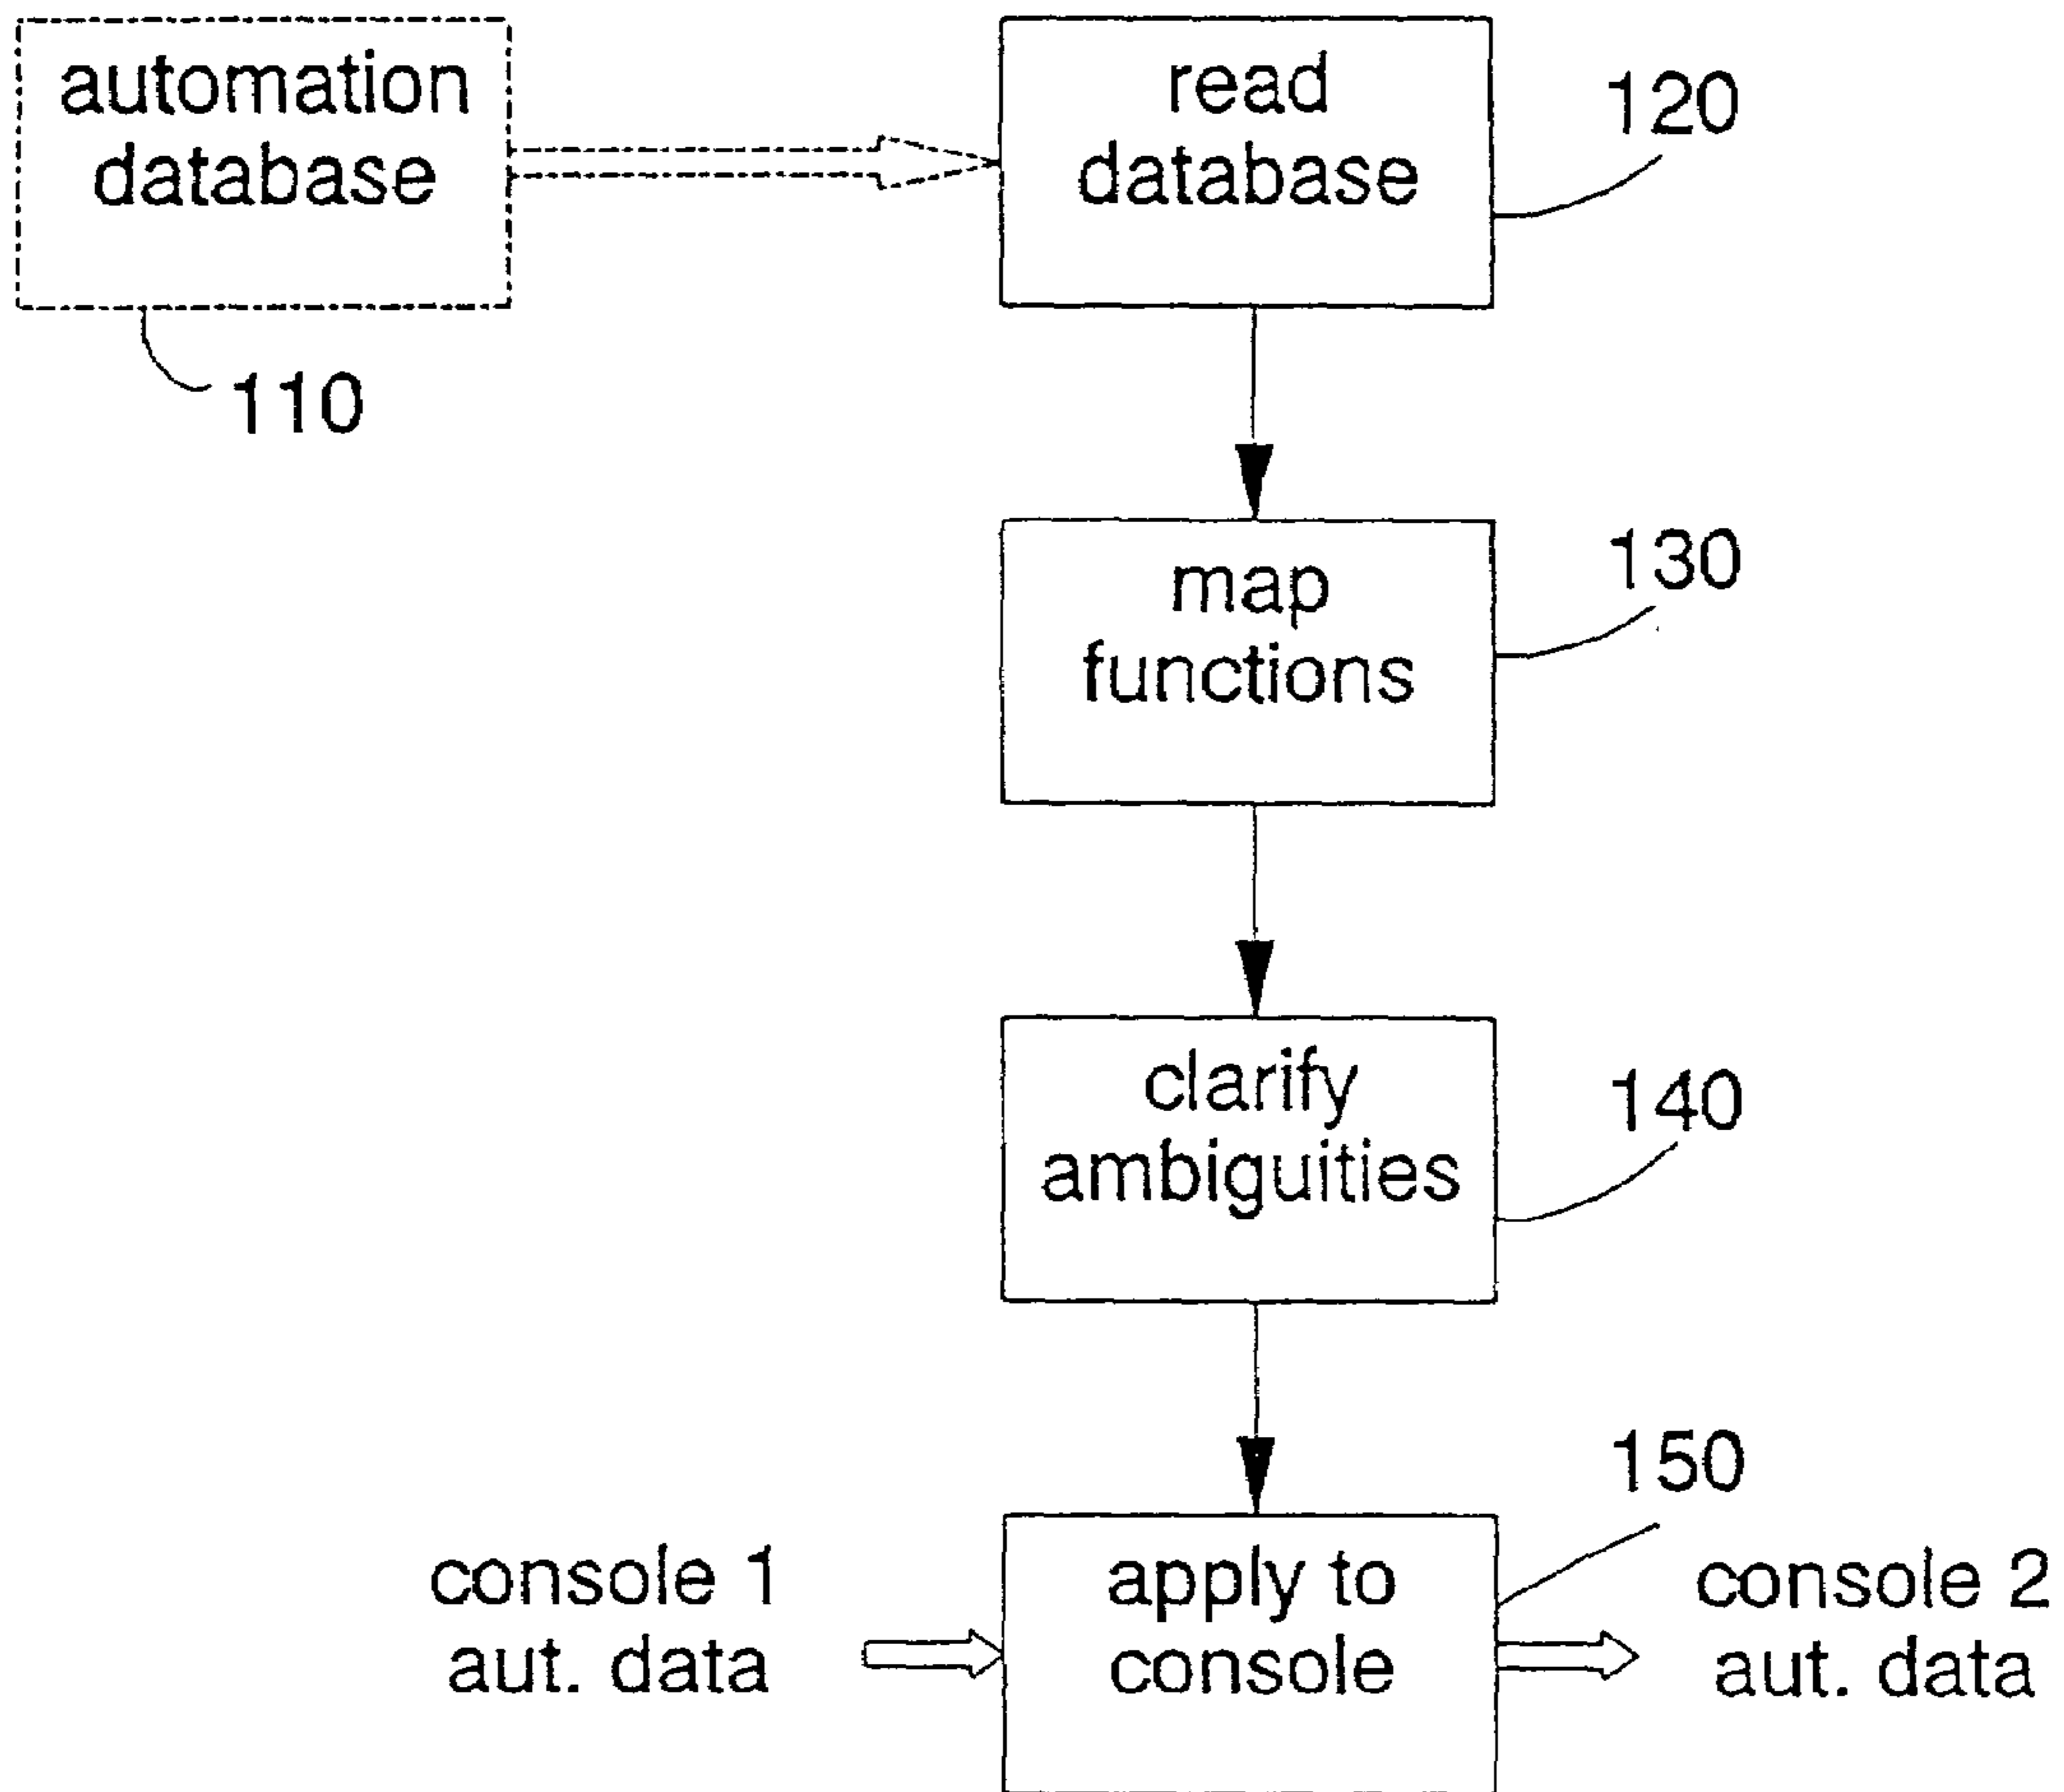 automation
database
110
read
database
120
map
functions
130
clarify
ambiguities
140
150
console 1
aut. data
apply to
console
console 2
aut. data